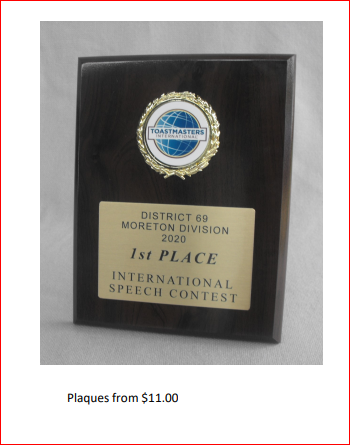 TOASTMASTERS
INTERNATIONAL
DISTRICT 69
MORETON DIVISION
2020
1st PLACE
INTERNATIONAL
SPEECH CONTEST
Plaques from $11.00